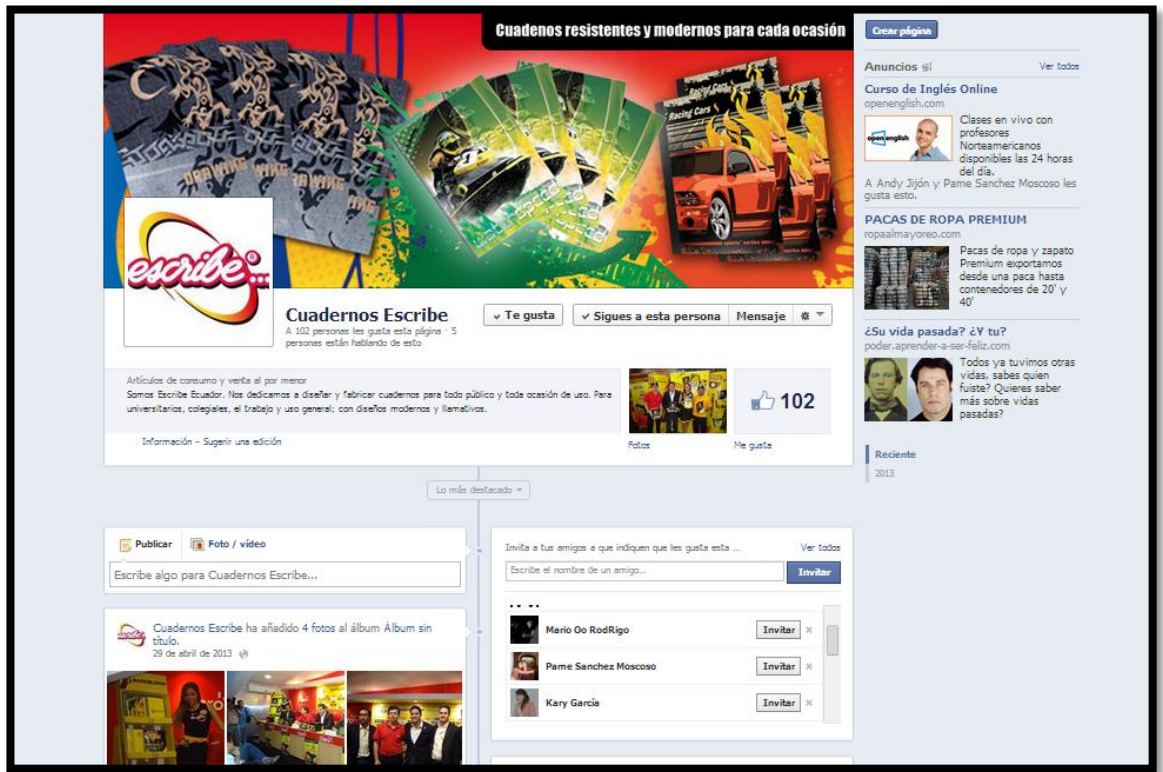 Cuadenos resistentes y modernos para cada ocasión
DRAWING
DRAWING
DRAWING
speed
Racing Cars
Racing Cars
sports' series
escribe®...
Cuadernos Escribe
A 102 personas les gusta esta página · 5
personas están hablando de esto
Te gusta
Sigues a esta persona
Mensaje
Artículos de consumo y venta al por menor
Somos Escribe Ecuador. Nos dedicamos a diseñar y fabricar cuadernos para todo público y toda ocasión de uso. Para
universitarios, colegiales, el trabajo y uso general; con diseños modernos y llamativos.
Información – Sugerir una edición
Fotos
102
Me gusta
Lo más destacado
Publicar
Foto / vídeo
Escribe algo para Cuadernos Escribe...
Cuadernos Escribe ha añadido 4 fotos al álbum Álbum sin
título.
29 de abril de 2013
Invita a tus amigos a que indiquen que les gusta esta ...
Ver todos
Escribe el nombre de un amigo...
Invitar
Mario Oo RodRigo
Invitar ×
Pame Sanchez Moscoso
Invitar ×
Kary García
Invitar ×
Crear página
Anuncios
Ver todos
Curso de Inglés Online
openenglish.com
open english
Clases en vivo con
profesores
Norteamericanos
disponibles las 24 horas
del día.
A Andy Jijón y Pame Sanchez Moscoso les
gusta esto.
PACAS DE ROPA PREMIUM
ropaalmayoreo.com
Pacas de ropa y zapato
Premium exportamos
desde una paca hasta
contenedores de 20' y
40'
¿Su vida pasada? ¿Y tu?
poder.aprender-a-ser-feliz.com
Todos ya tuvimos otras
vidas, sabes quien
fuiste? Quieres saber
más sobre vidas
pasadas?
Reciente
2013